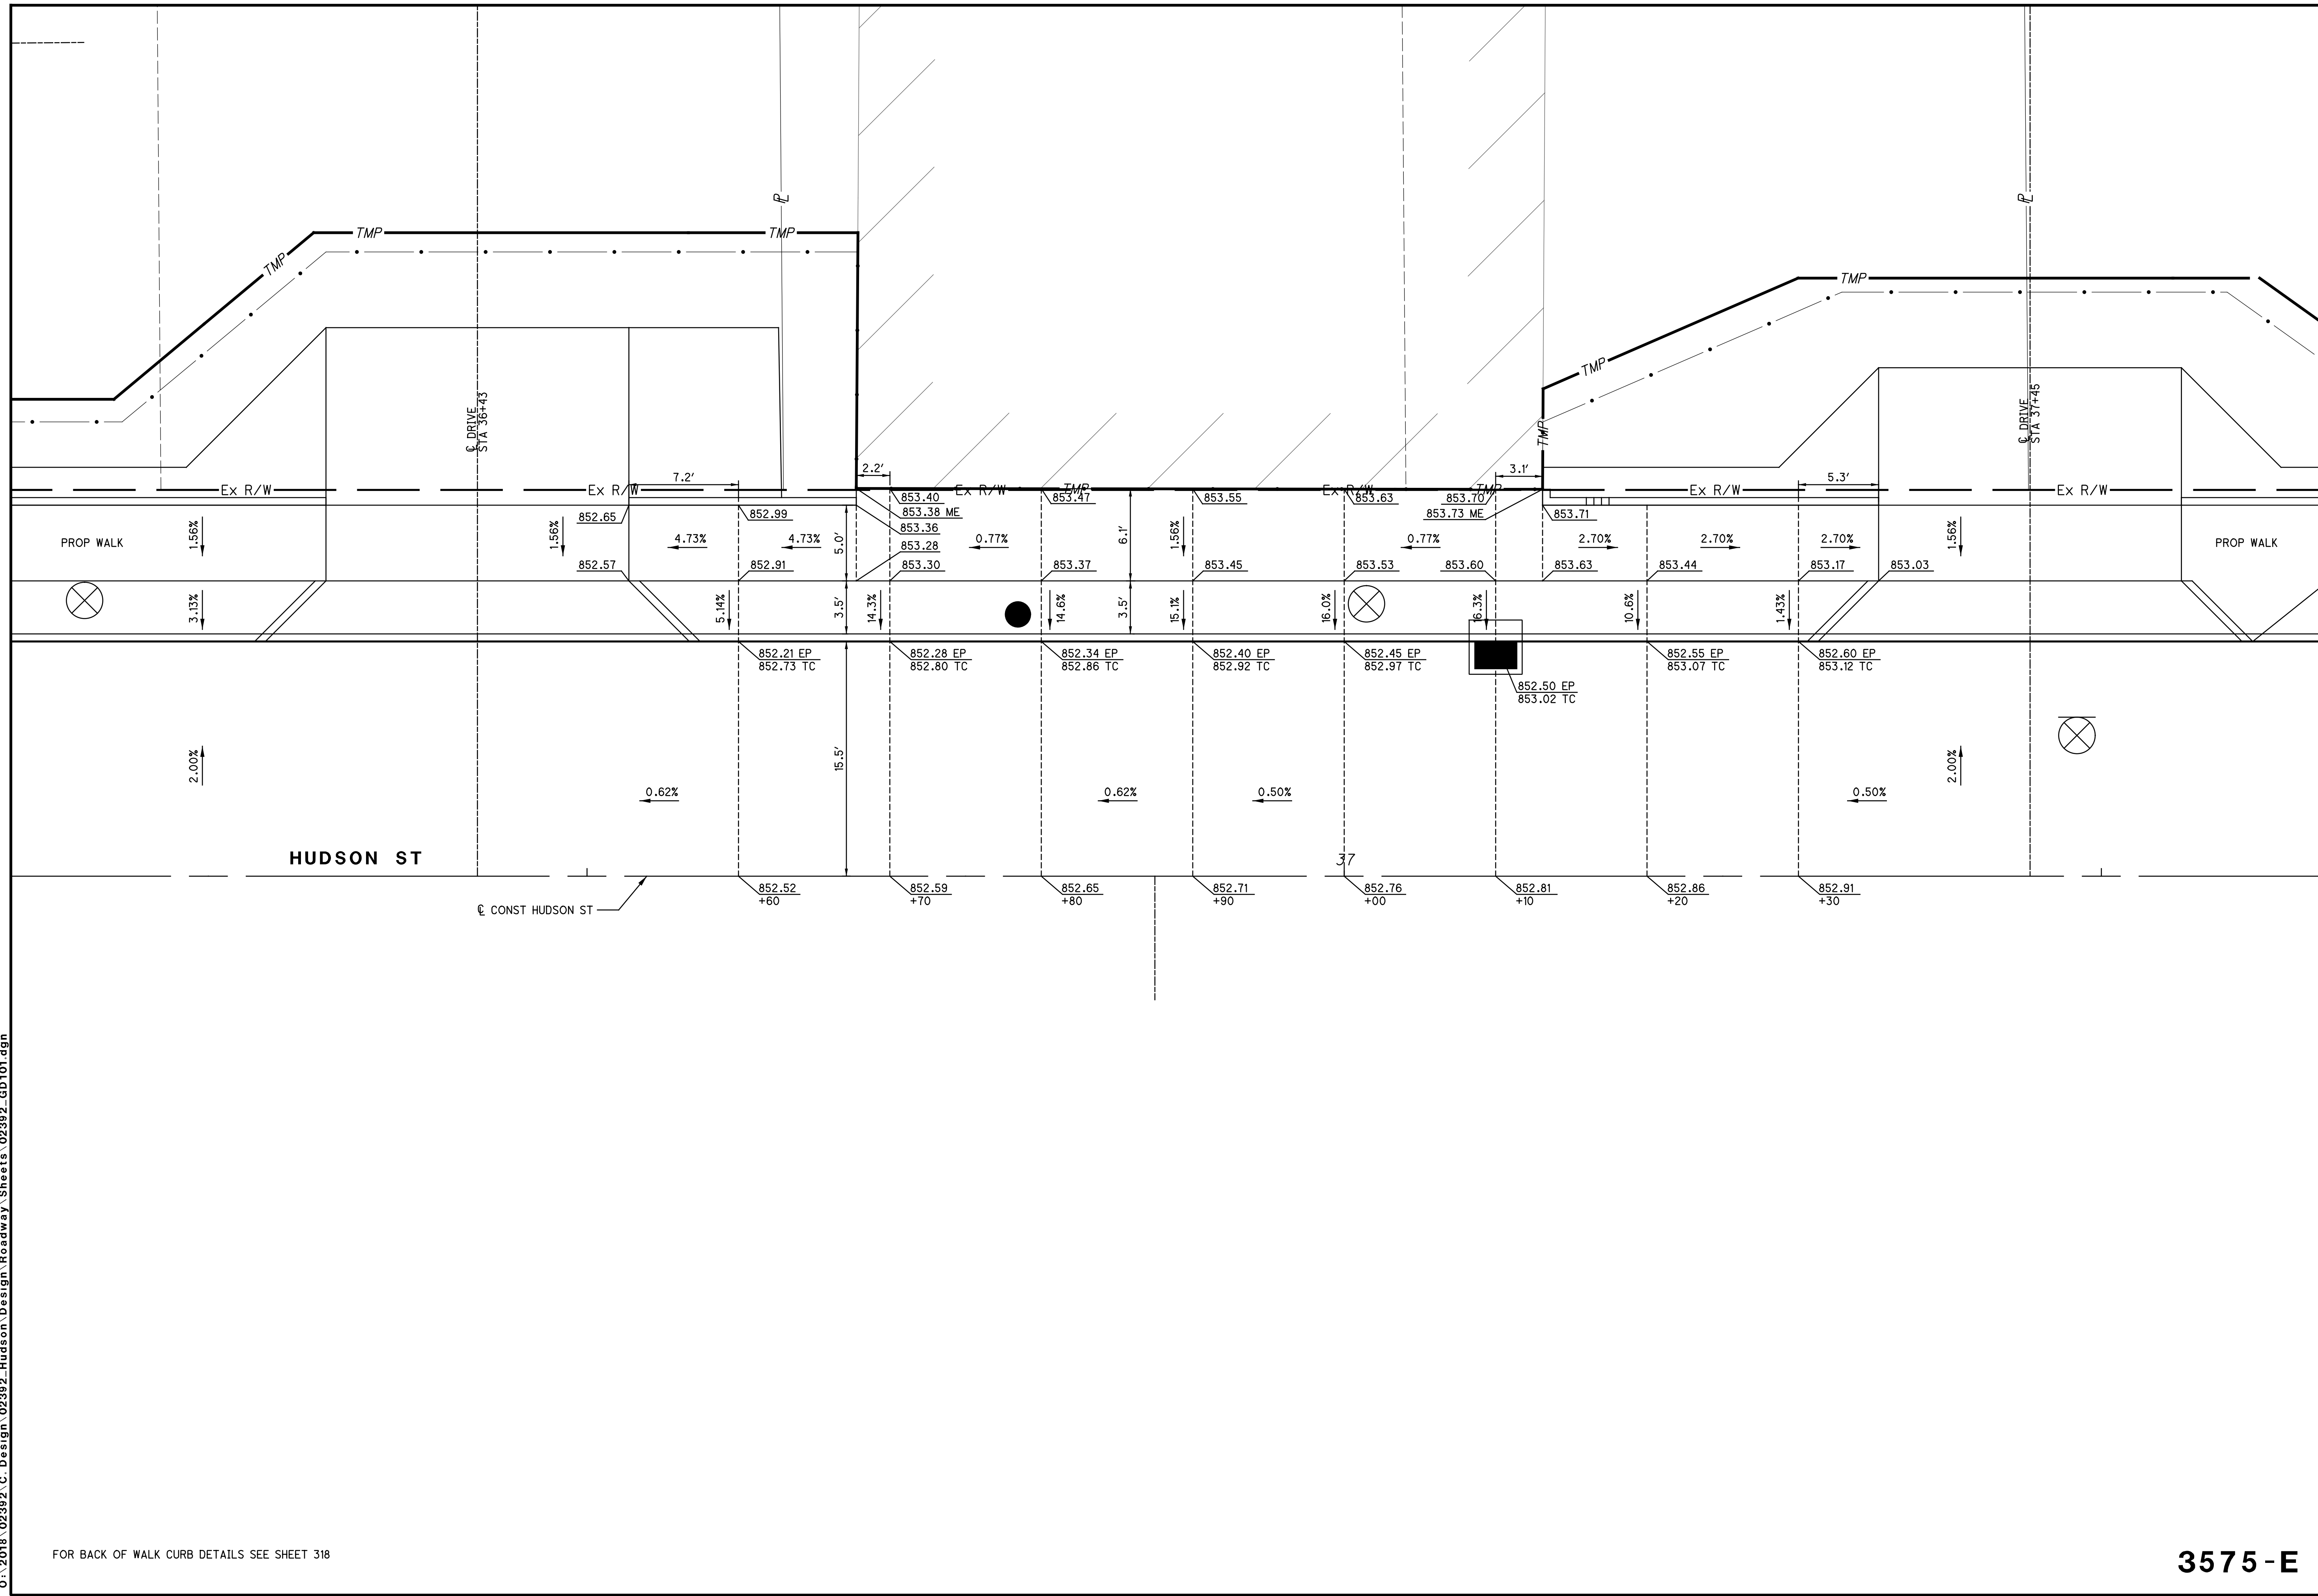 TMP
TMP
TMP
TMP
TMP
TMP
TMP
TMP
PL
PL
℄ DRIVE
STA 36+43
℄ DRIVE
STA 37+45
Ex R/W
Ex R/W
Ex R/W
Ex R/W
Ex R/W
Ex R/W
7.2'
2.2'
3.1'
5.3'
853.40
853.38 ME
853.36
853.28
853.47
853.55
853.63
853.70
853.73 ME
853.71
852.65
852.99
PROP WALK
1.56%
1.56%
4.73%
4.73%
5.0'
0.77%
6.1'
1.56%
0.77%
2.70%
2.70%
2.70%
1.56%
PROP WALK
852.57
852.91
853.30
853.37
853.45
853.53
853.60
853.63
853.44
853.17
853.03
3.13%
5.14%
3.5'
14.3%
14.6%
3.5'
15.1%
16.0%
16.3%
10.6%
1.43%
852.21 EP
852.73 TC
852.28 EP
852.80 TC
852.34 EP
852.86 TC
852.40 EP
852.92 TC
852.45 EP
852.97 TC
852.50 EP
853.02 TC
852.55 EP
853.07 TC
852.60 EP
853.12 TC
2.00%
15.5'
2.00%
0.62%
0.62%
0.50%
0.50%
HUDSON ST
37
℄ CONST HUDSON ST
852.52
+60
852.59
+70
852.65
+80
852.71
+90
852.76
+00
852.81
+10
852.86
+20
852.91
+30
O:\2018\02392\C. Design\02392_Hudson\Design\Roadway\Sheets\02392_GD101.dgn
FOR BACK OF WALK CURB DETAILS SEE SHEET 318
3575-E